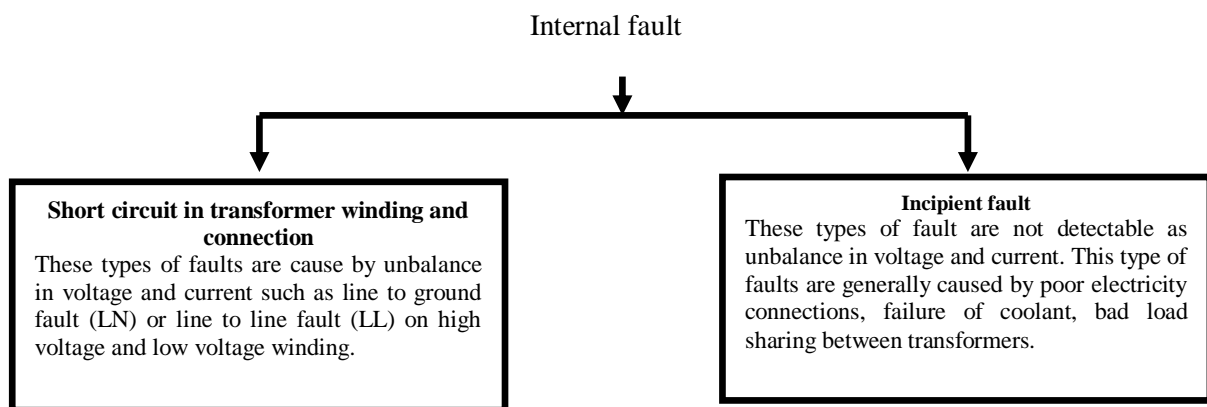 Internal fault
Short circuit in transformer winding and
connection
These types of faults are cause by unbalance
in voltage and current such as line to ground
fault (LN) or line to line fault (LL) on high
voltage and low voltage winding.
Incipient fault
These types of fault are not detectable as
unbalance in voltage and current. This type of
faults are generally caused by poor electricity
connections, failure of coolant, bad load
sharing between transformers.